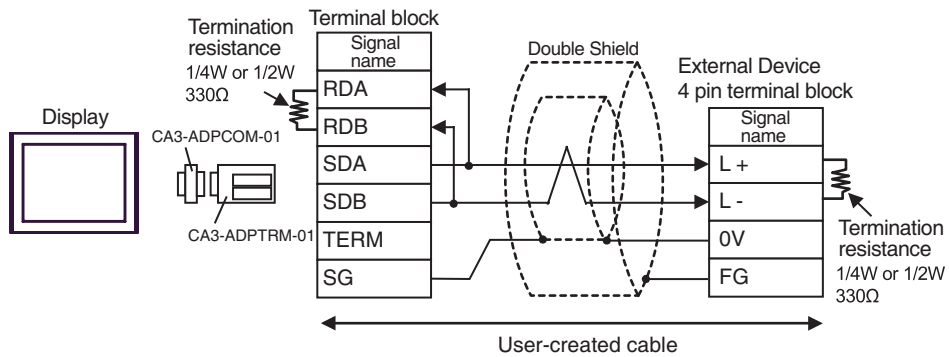 Display
CA3-ADPCOM-01
CA3-ADPTRM-01
Termination
resistance
1/4W or 1/2W
330Ω
Terminal block
Signal
name
RDA
RDB
SDA
SDB
TERM
SG
Double Shield
External Device
4 pin terminal block
Signal
name
L +
L -
0V
FG
Termination
resistance
1/4W or 1/2W
330Ω
User-created cable